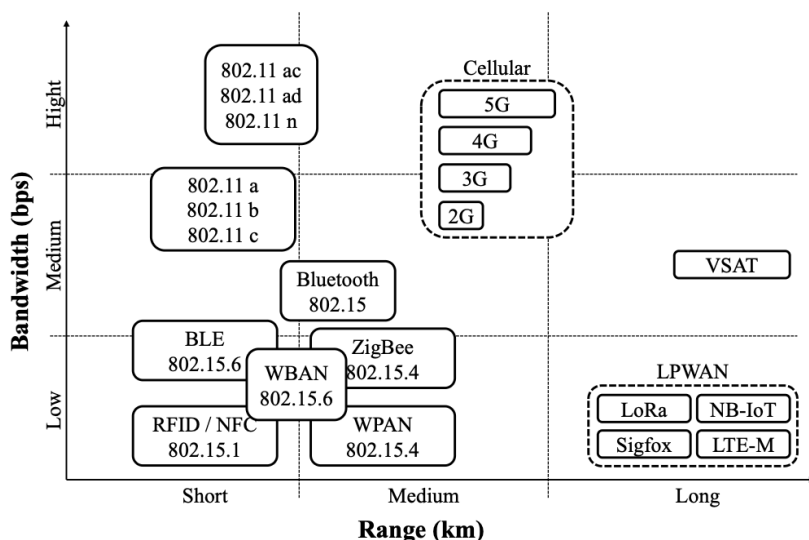 Cellular
802.11 ac
802.11 ad
802.11 n
5G
4G
3G
2G
802.11 a
802.11 b
802.11 c
Bluetooth
802.15
VSAT
BLE
802.15.6
ZigBee
802.15.4
WBAN
802.15.6
RFID / NFC
802.15.1
WPAN
802.15.4
LPWAN
LoRa
NB-IoT
Sigfox
LTE-M
Bandwidth (bps)
Hight
Medium
Low
Short
Medium
Long
Range (km)